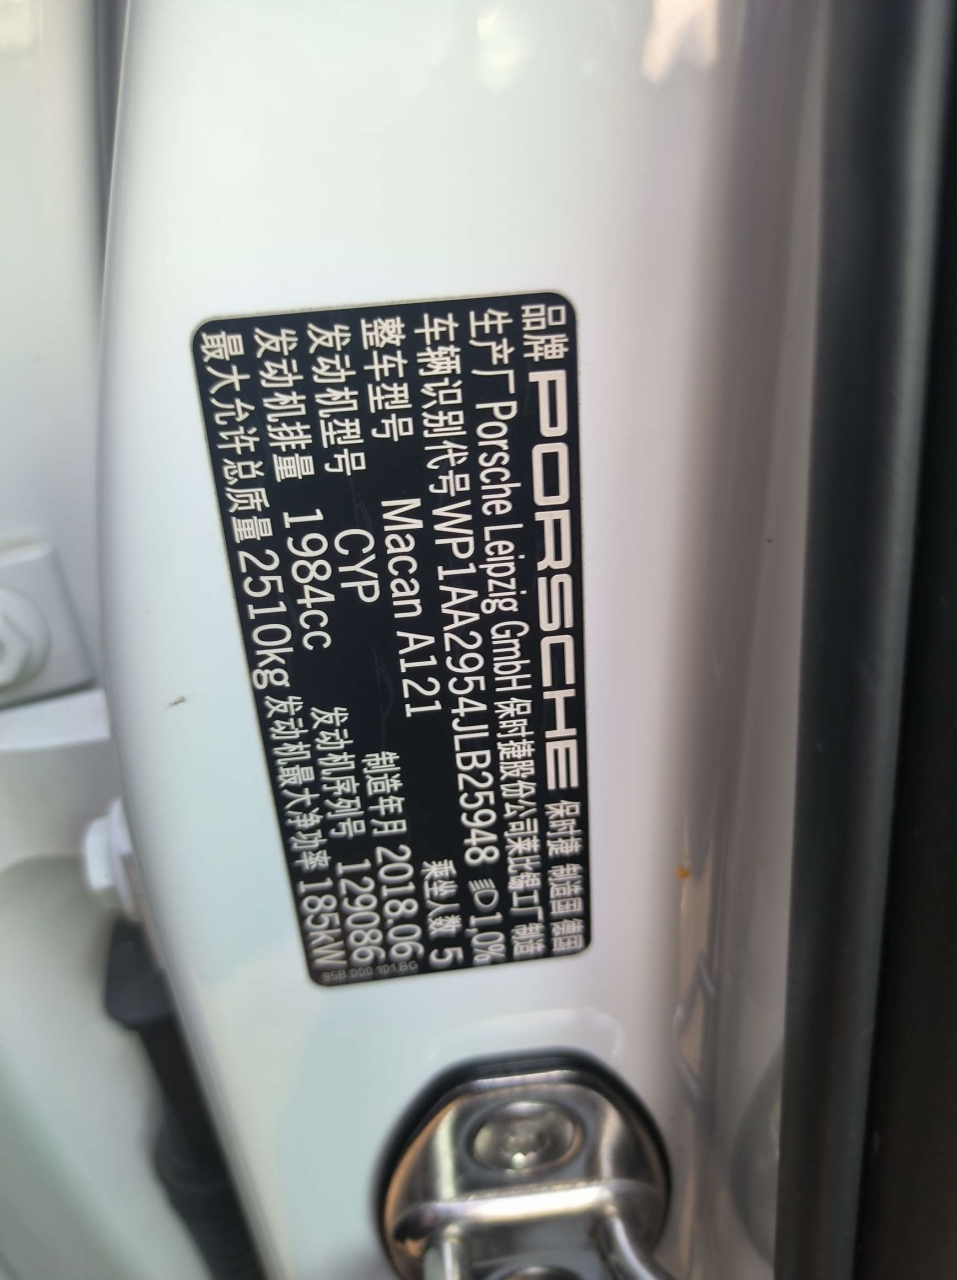 品牌 PORSCHE 保时捷 制造国 德国
生产厂 Porsche Leipzig GmbH 保时捷股份公司莱比锡工厂 制造
车辆识别代号 WP1AA2954JLB25948 1,0%
整车型号 Macan A121 乘坐人数 5
发动机型号 CYP 制造年月 2018.06
发动机排量 1984cc 发动机序列号 129086
最大允许总质量 2510kg 发动机最大净功率 185kW
95B.000.101.BG